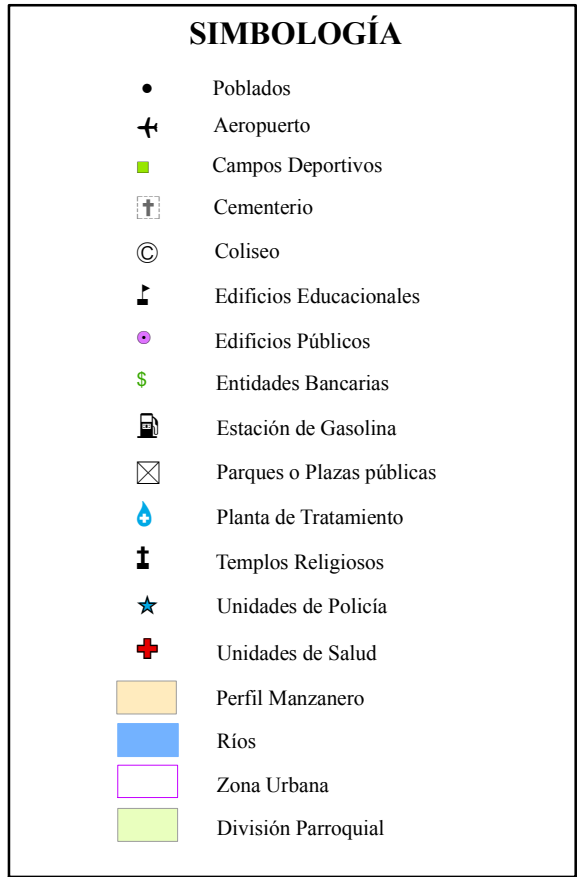 SIMBOLOGÍA
Poblados
Aeropuerto
Campos Deportivos
Cementerio
© Coliseo
Edificios Educacionales
Edificios Públicos
$ Entidades Bancarias
Estación de Gasolina
Parques o Plazas públicas
Planta de Tratamiento
Templos Religiosos
Unidades de Policía
Unidades de Salud
Perfil Manzanero
Ríos
Zona Urbana
División Parroquial